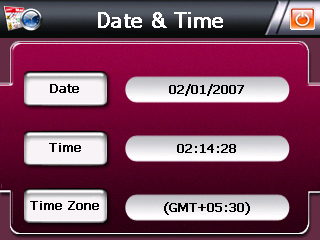 Date & Time
Date 02/01/2007
Time 02:14:28
Time Zone (GMT+05:30)